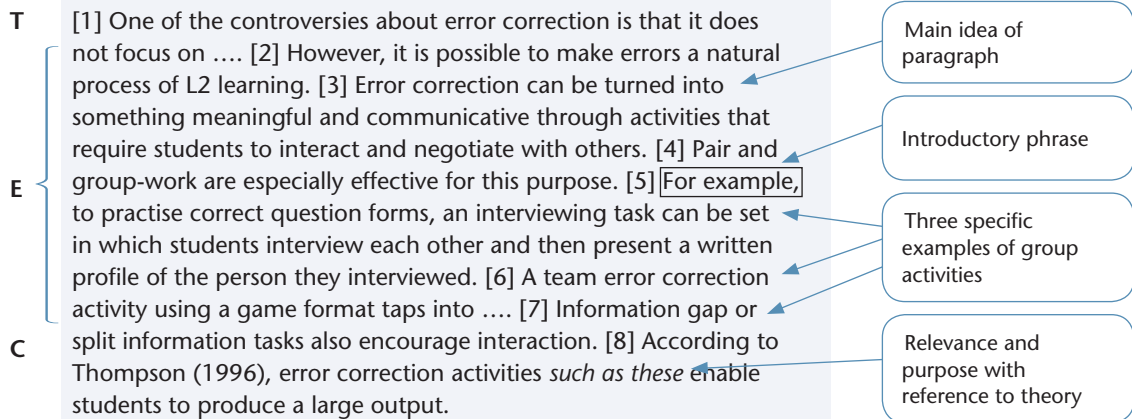 T
[1] One of the controversies about error correction is that it does
not focus on …. [2] However, it is possible to make errors a natural
process of L2 learning. [3] Error correction can be turned into
something meaningful and communicative through activities that
require students to interact and negotiate with others. [4] Pair and
E
group-work are especially effective for this purpose. [5] For example,
to practise correct question forms, an interviewing task can be set
in which students interview each other and then present a written
profile of the person they interviewed. [6] A team error correction
activity using a game format taps into …. [7] Information gap or
C
split information tasks also encourage interaction. [8] According to
Thompson (1996), error correction activities such as these enable
students to produce a large output.
Main idea of
paragraph
Introductory phrase
Three specific
examples of group
activities
Relevance and
purpose with
reference to theory